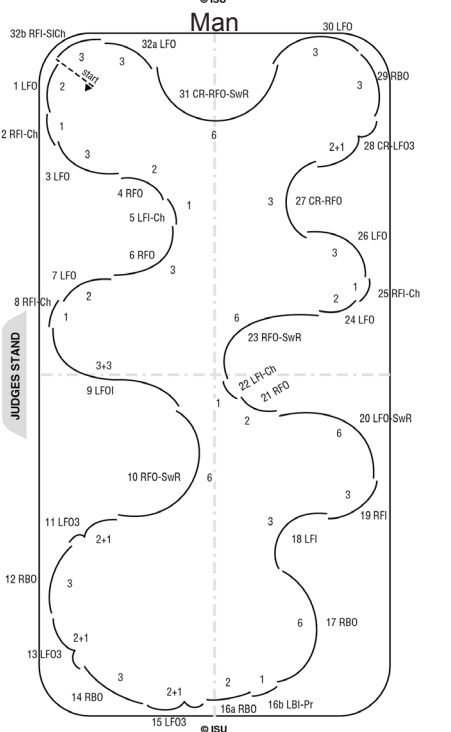 © ISU
Man
30 LFO
32b RFI-SlCh
32a LFO
3
3
3
start
29 RBO
1 LFO
2
3
31 CR-RFO-SwR
1
2 RFI-Ch
6
28 CR-LFO3
2+1
3
3 LFO
2
4 RFO
1
3
27 CR-RFO
5 LFI-Ch
26 LFO
6 RFO
3
3
7 LFO
2
1
25 RFI-Ch
8 RFI-Ch
2
1
6
24 LFO
23 RFO-SwR
JUDGES STAND
3+3
22 LFI-Ch
9 LFOI
21 RFO
1
20 LFO-SwR
2
6
10 RFO-SwR
6
3
19 RFI
11 LFO3
3
2+1
18 LFI
12 RBO
3
6
17 RBO
2+1
13 LFO3
3
2
1
14 RBO
2+1
16a RBO
16b LBI-Pr
15 LFO3
© ISU